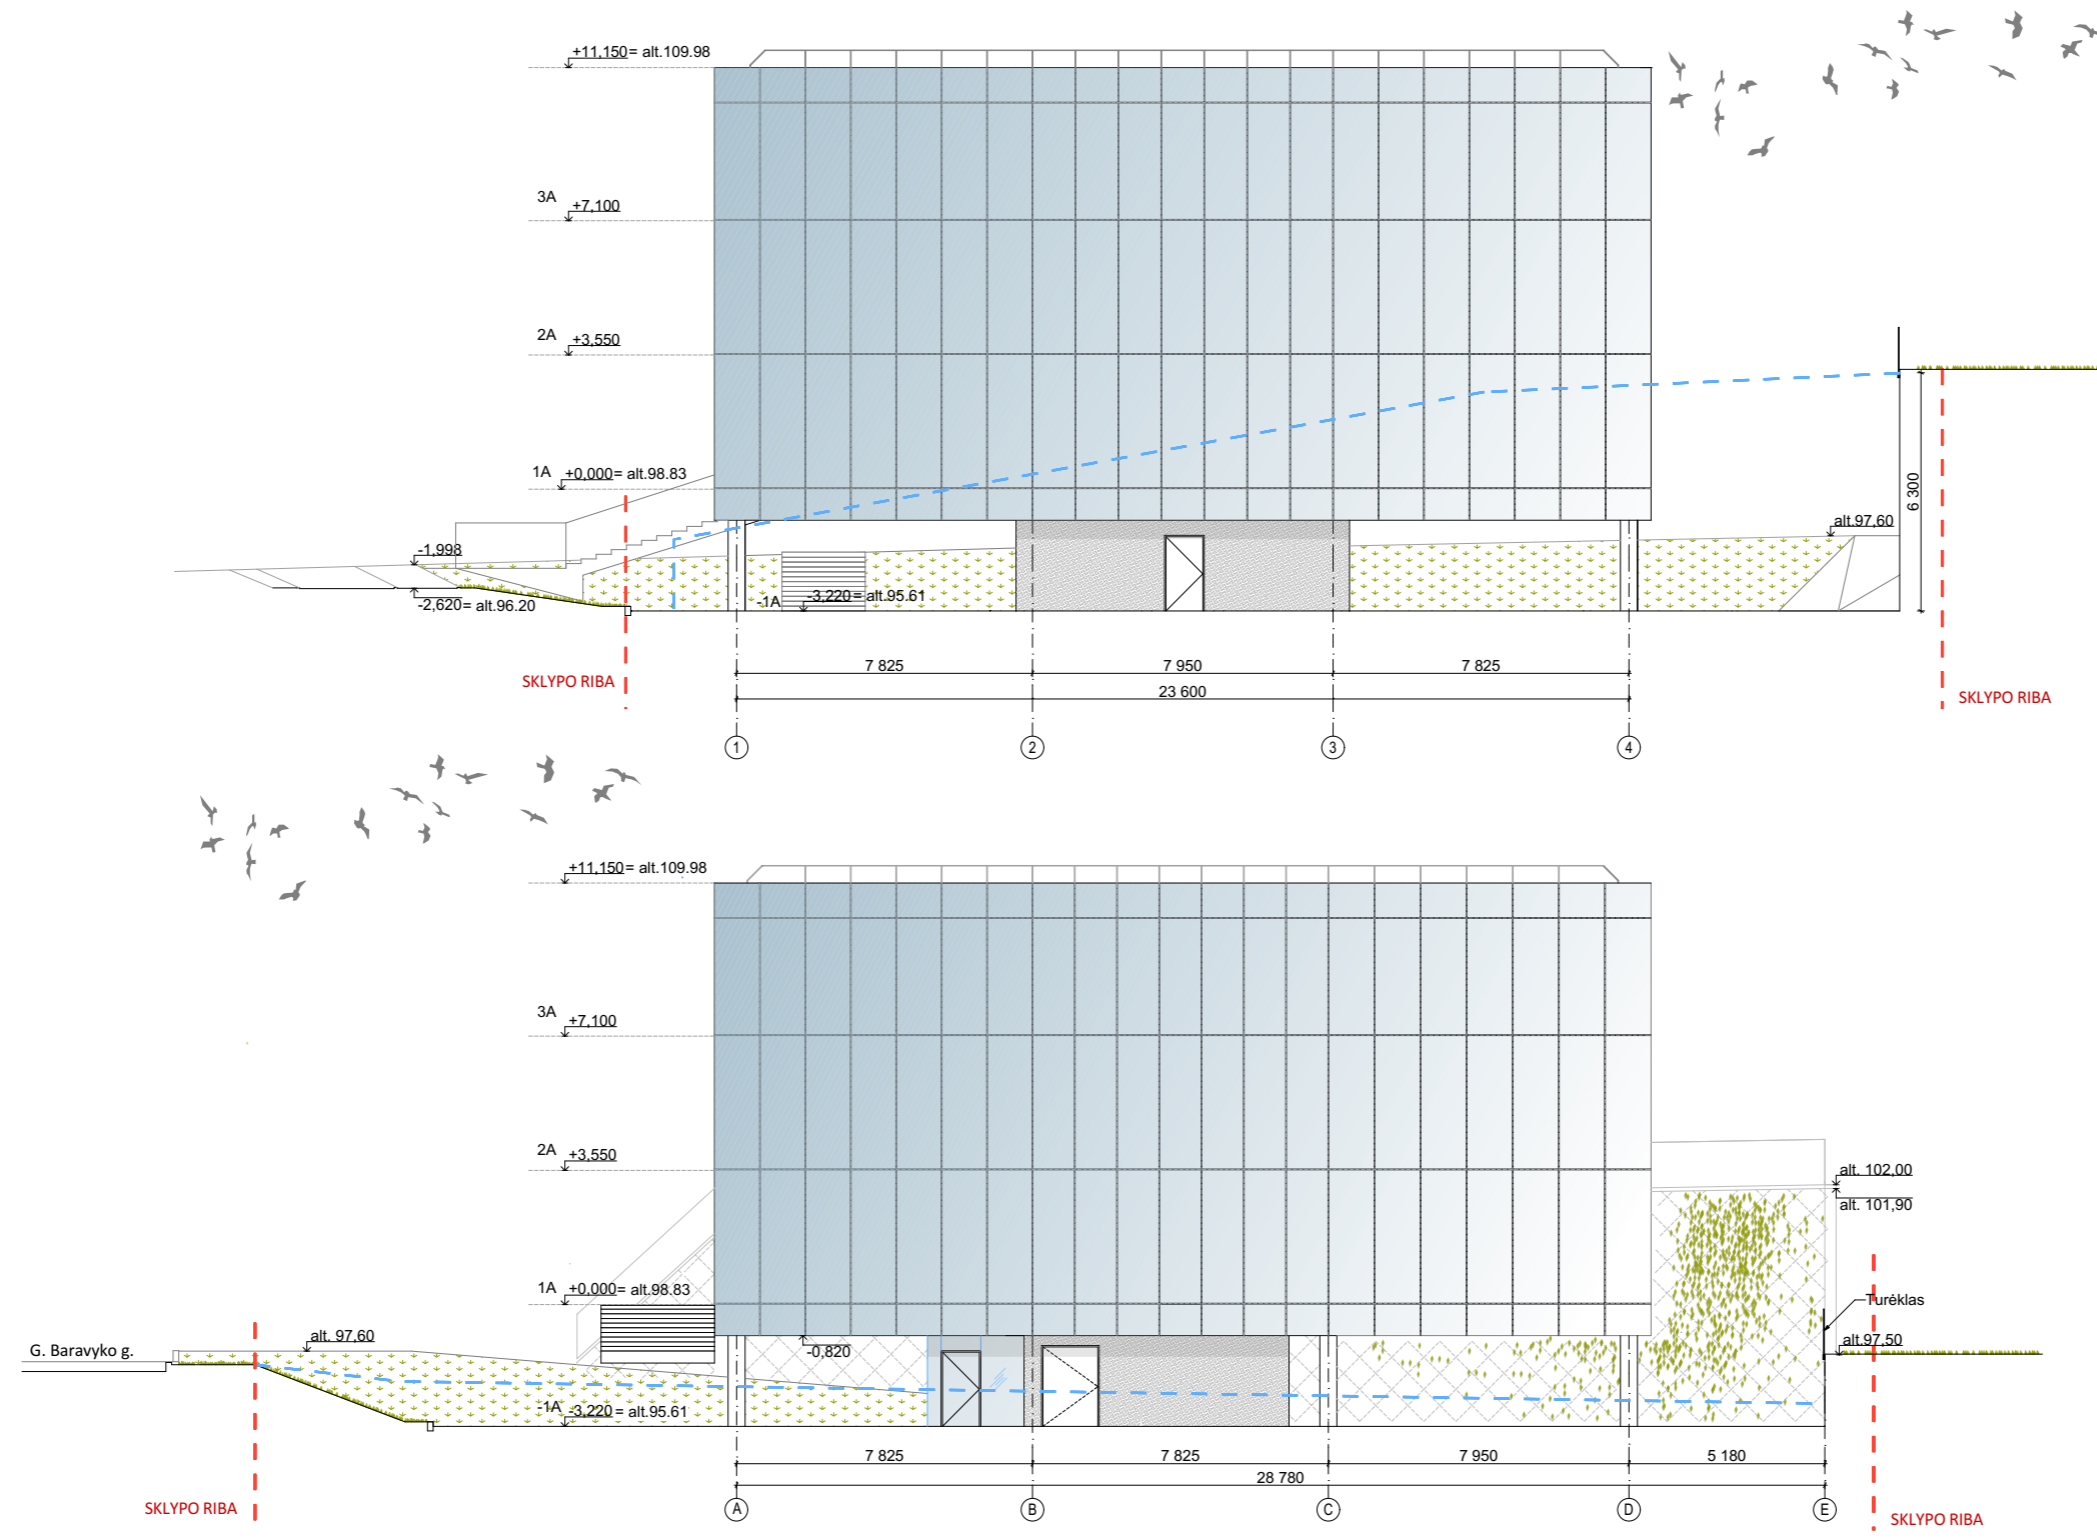 +11,150= alt.109.98
3A +7,100
2A +3,550
1A +0,000= alt.98.83
6 300
alt.97,60
-1,998
-2,620= alt.96.20
-1A -3,220= alt.95.61
7 825 7 950 7 825
SKLYPO RIBA
23 600
SKLYPO RIBA
1 2 3 4
+11,150= alt.109.98
3A +7,100
2A +3,550
alt. 102,00
alt. 101,90
1A +0,000= alt.98.83
Turėklas
G. Baravyko g.
alt. 97,60
-0,820
alt.97,50
-1A -3,220= alt.95.61
7 825 7 825 7 950 5 180
28 780
SKLYPO RIBA
A B C D E
SKLYPO RIBA